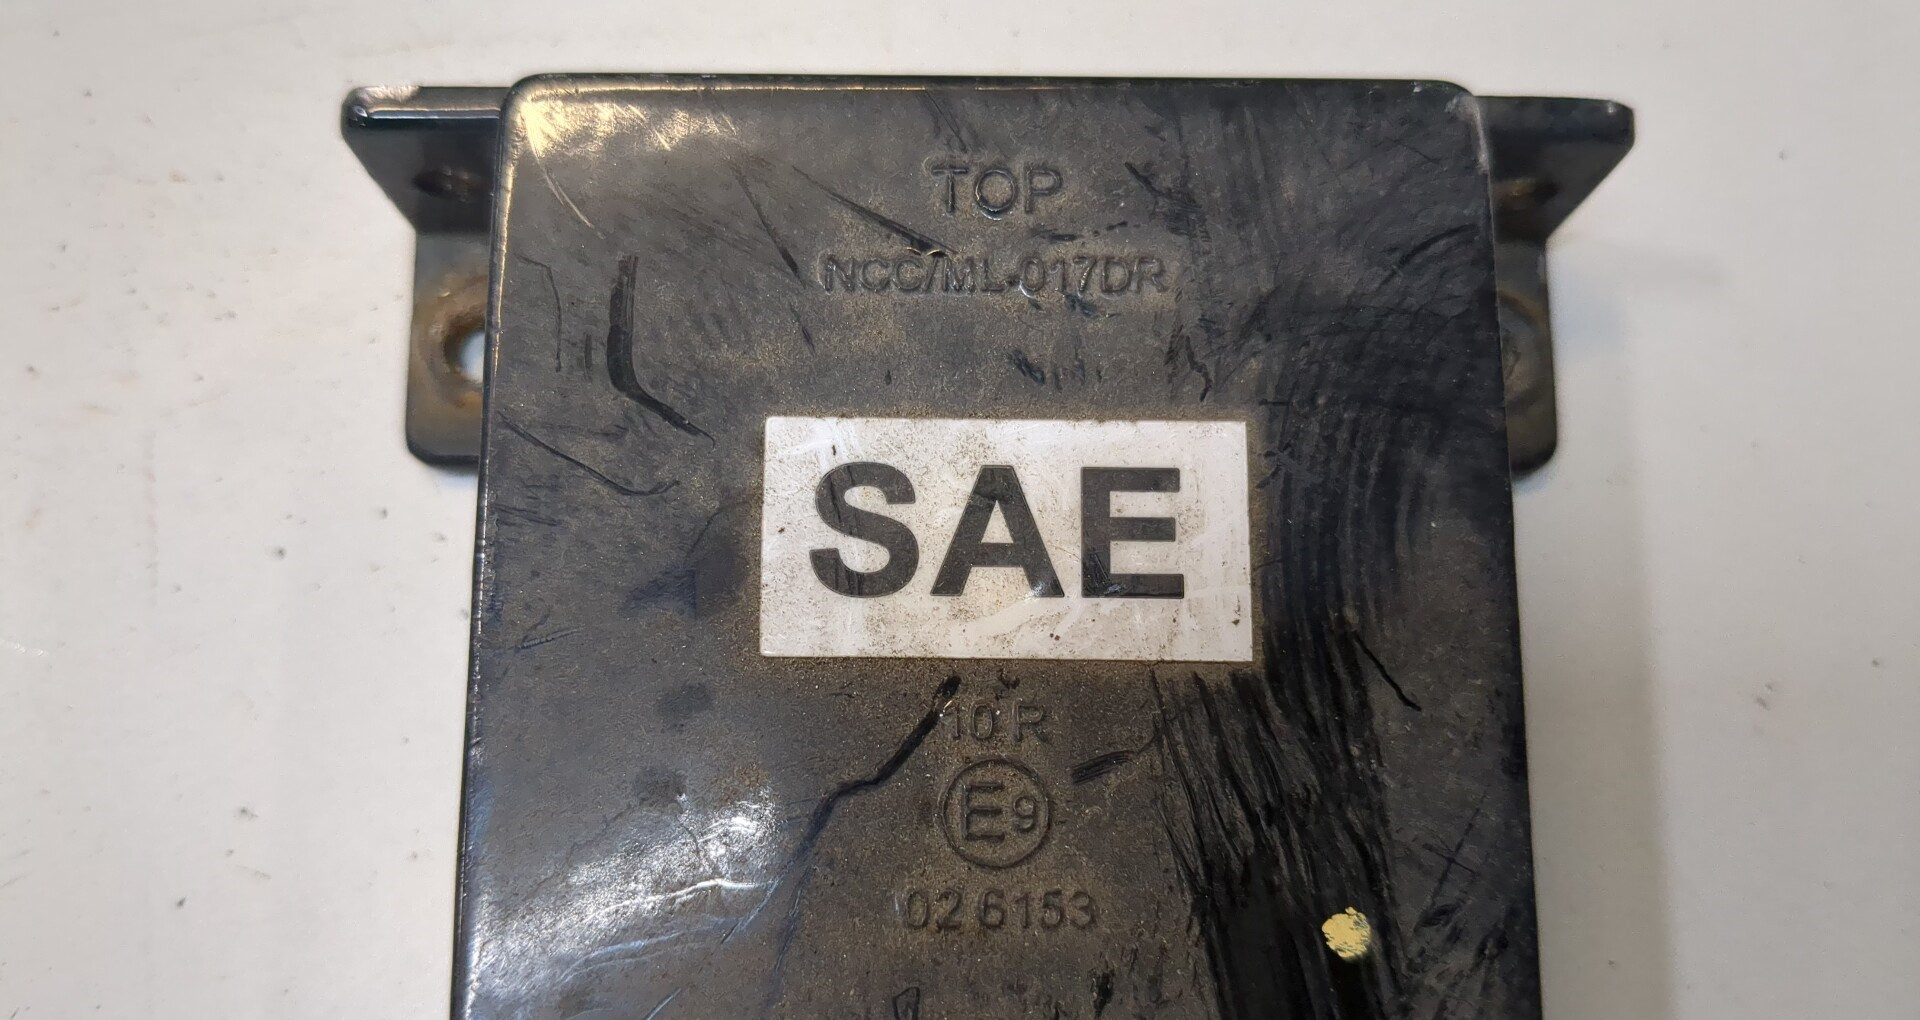 TOP
NCC/ML-017DR
SAE
10 R
E9
02 6153